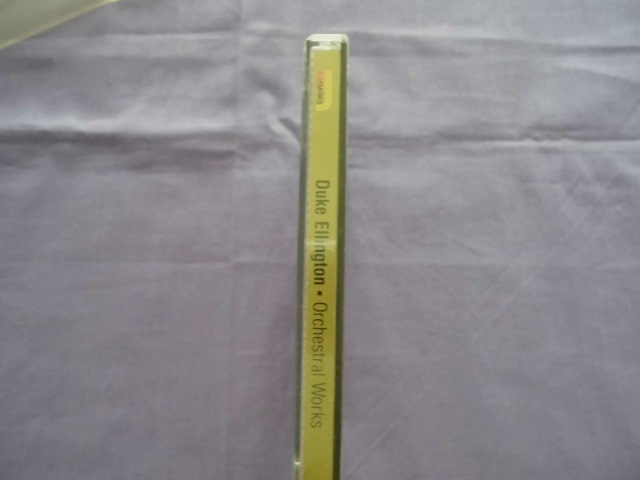 Duke Ellington ▪ Orchestral Works